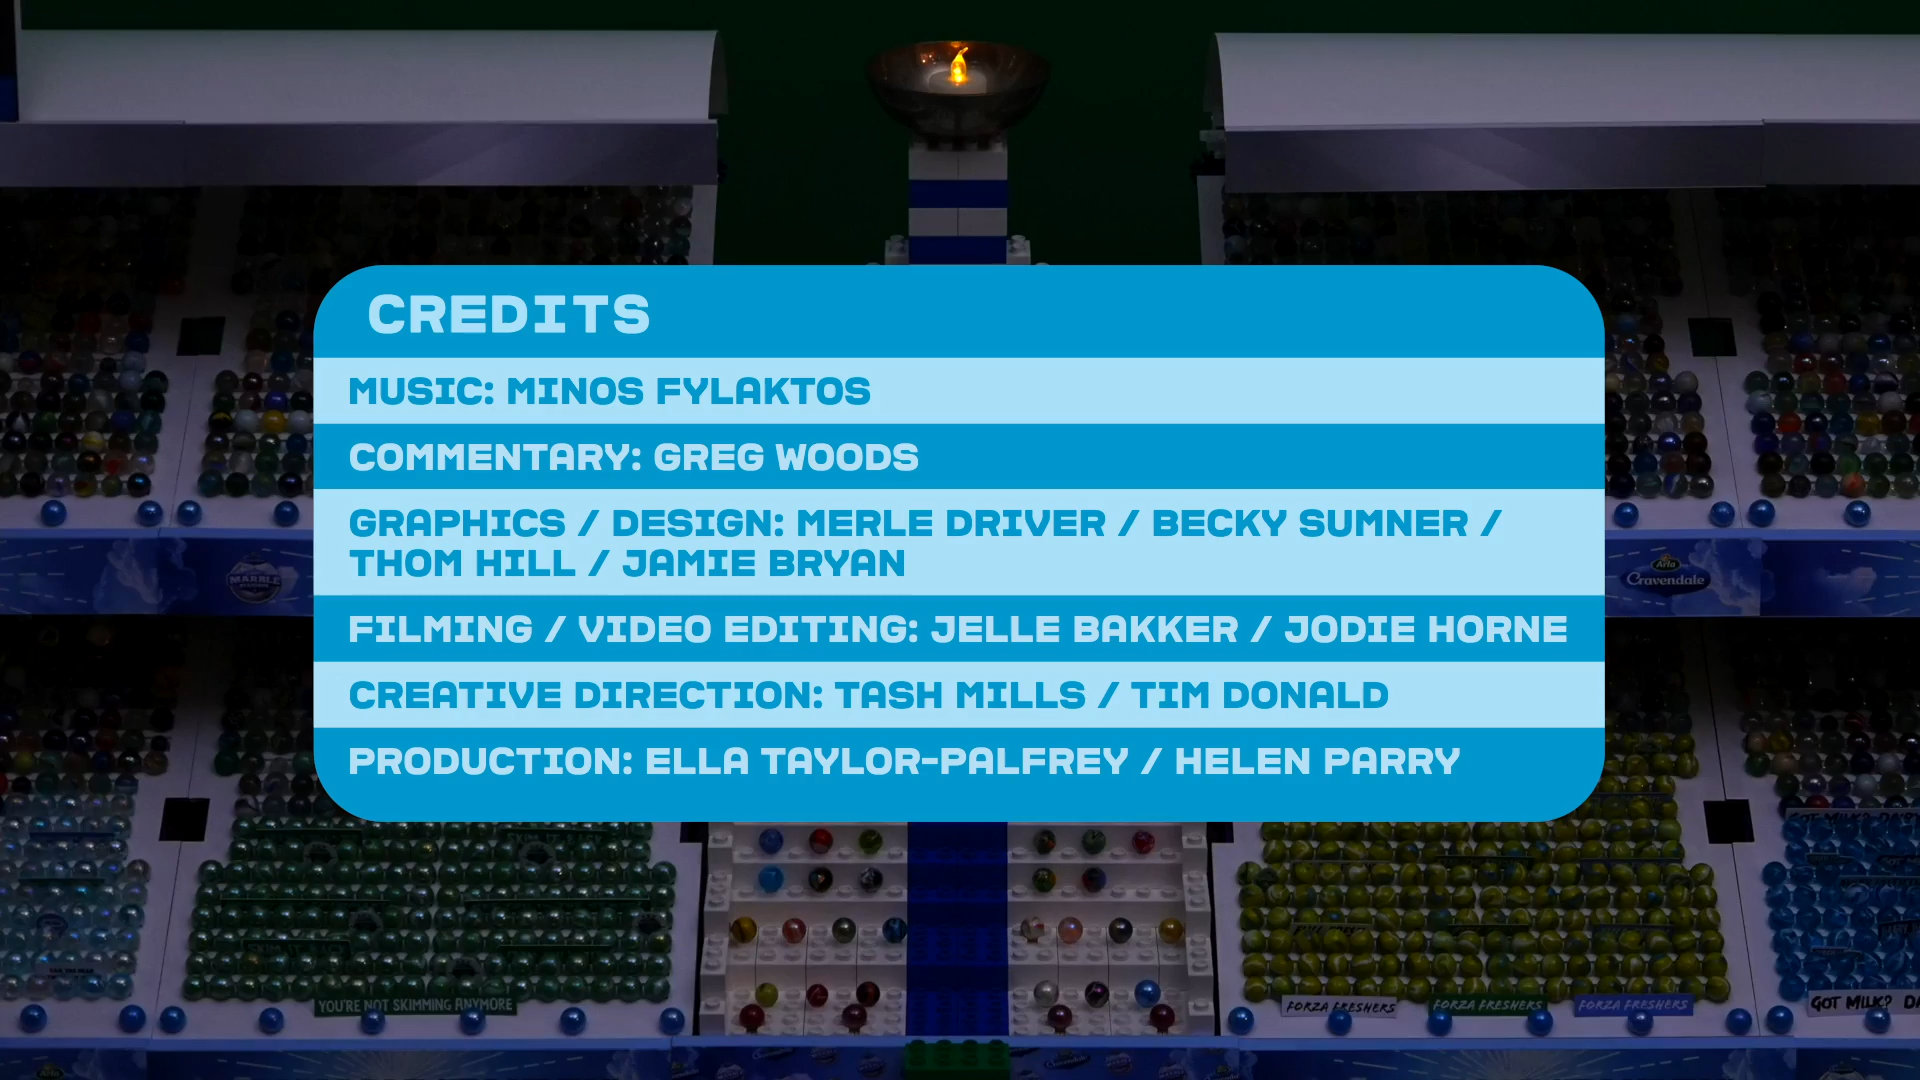 CREDITS
MUSIC: MINOS FYLAKTOS
COMMENTARY: GREG WOODS
GRAPHICS / DESIGN: MERLE DRIVER / BECKY SUMNER /
THOM HILL / JAMIE BRYAN
MARBLE
Arla
Cravendale
FILMING / VIDEO EDITING: JELLE BAKKER / JODIE HORNE
CREATIVE DIRECTION: TASH MILLS / TIM DONALD
PRODUCTION: ELLA TAYLOR-PALFREY / HELEN PARRY
YOU'RE NOT SKIMMING ANYMORE
FORZA FRESHERS
FORZA FRESHERS
FORZA FRESHERS
GOT MILK?